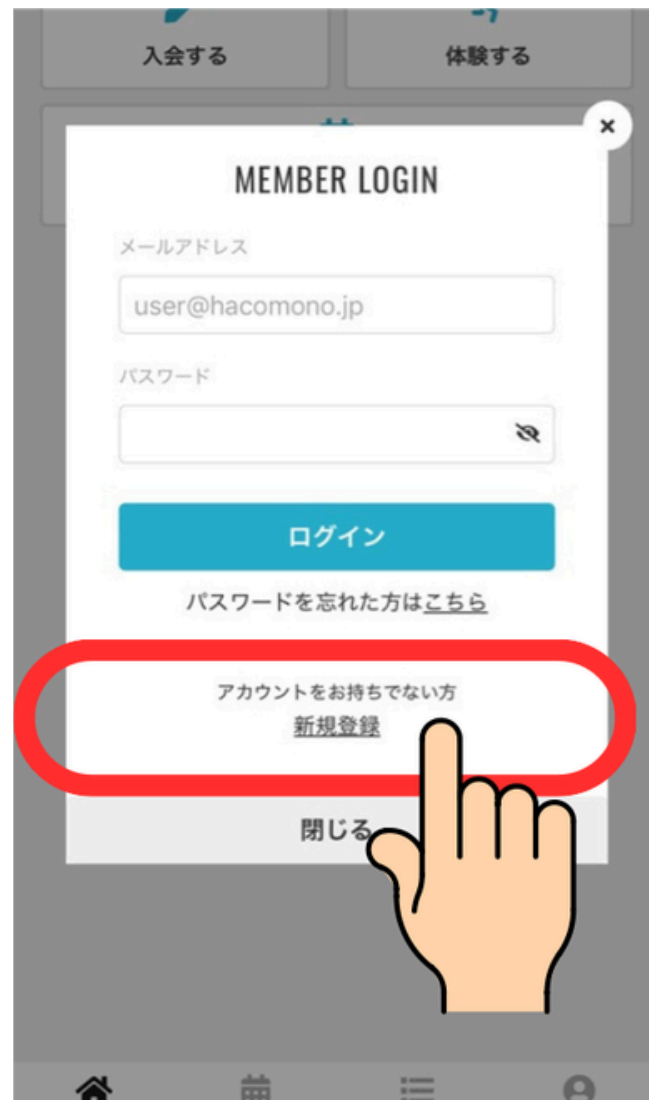 入会する
体験する
MEMBER LOGIN
メールアドレス
user@hacomono.jp
パスワード
ログイン
パスワードを忘れた方はこちら
アカウントをお持ちでない方
新規登録
閉じる